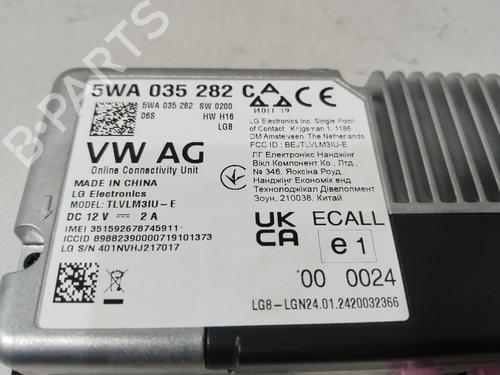 B-PARTS
5WA 035 282 C
5WA 035 282 SW 0200
06S HW H16
LG8
VW AG
Online Connectivity Unit
MADE IN CHINA
LG Electronics
MODEL: TLVLM3IU-E
DC 12 V ⎓ 2 A
IMEI 351592678745911
ICCID 89882390000719101373
LG S/N 401NVHJ217017
CE
LG Electronics Inc. Single Point
of Contact Krijgsman 1, 1186
DM Amstelveen, The Netherlands
FCC ID : BEJTLVLM3IU-E
ЛГ Електронікс Нанджінг
Вікл Компонент Ко., Лтд.,
№ 346, Яоксіна Роуд,
Нанджінг Економік енд
Текнолоджікал Дівелопмент
Зоун, 210038, Китай
UK
CA
ECALL
e1
00 0024
LG8-LGN24.01.2420032366